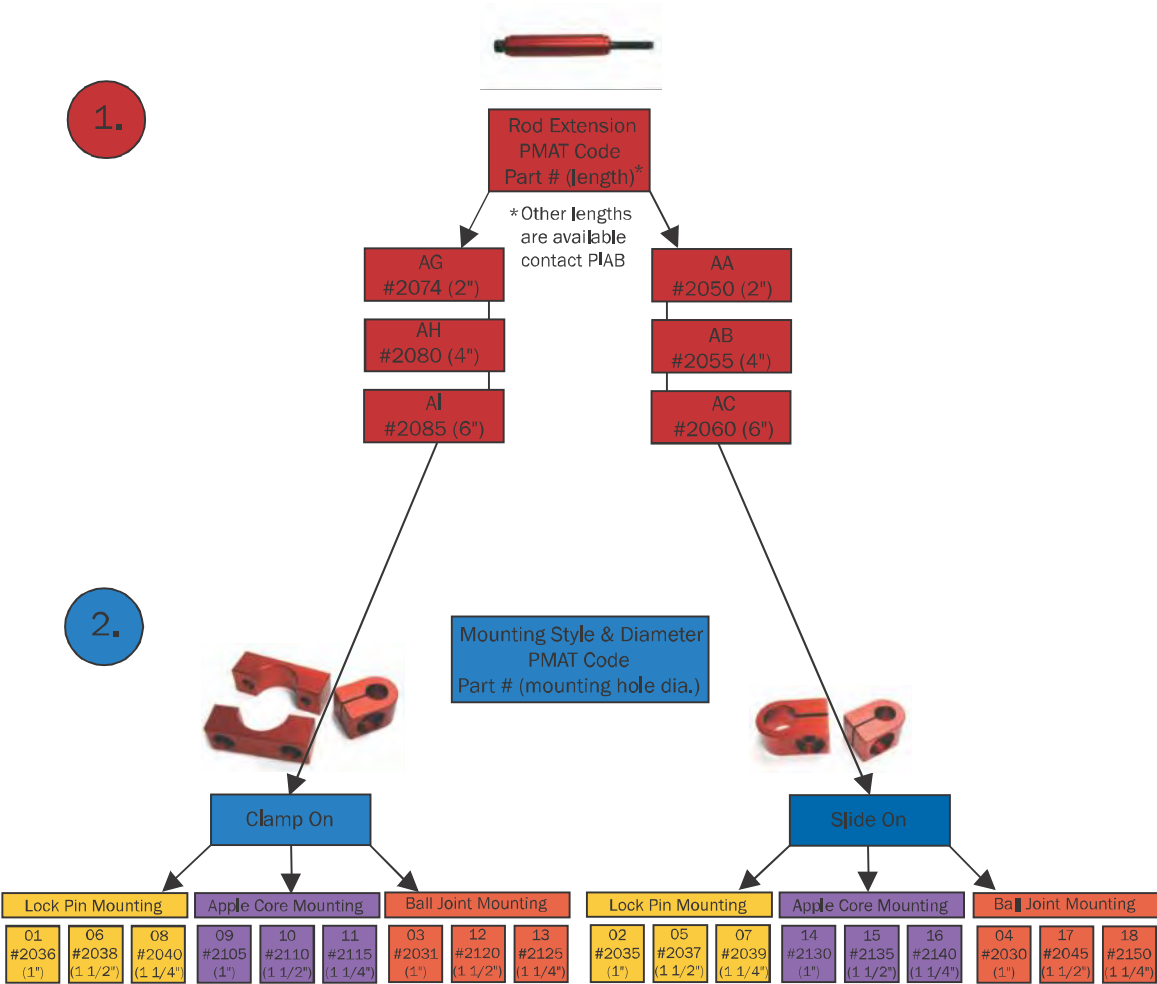 1.
Rod Extension
PMAT Code
Part # (length)*
*Other lengths
are available
contact PIAB
AG
#2074 (2")
AA
#2050 (2")
AH
#2080 (4")
AB
#2055 (4")
AI
#2085 (6")
AC
#2060 (6")
2.
Mounting Style & Diameter
PMAT Code
Part # (mounting hole dia.)
Clamp On
Slide On
Lock Pin Mounting
Apple Core Mounting
Ball Joint Mounting
Lock Pin Mounting
Apple Core Mounting
Ball Joint Mounting
01
#2036
(1")
06
#2038
(1 1/2")
08
#2040
(1 1/4")
09
#2105
(1")
10
#2110
(1 1/2")
11
#2115
(1 1/4")
03
#2031
(1")
12
#2120
(1 1/2")
13
#2125
(1 1/4")
02
#2035
(1")
05
#2037
(1 1/2")
07
#2039
(1 1/4")
14
#2130
(1")
15
#2135
(1 1/2")
16
#2140
(1 1/4")
04
#2030
(1")
17
#2045
(1 1/2")
18
#2150
(1 1/4")